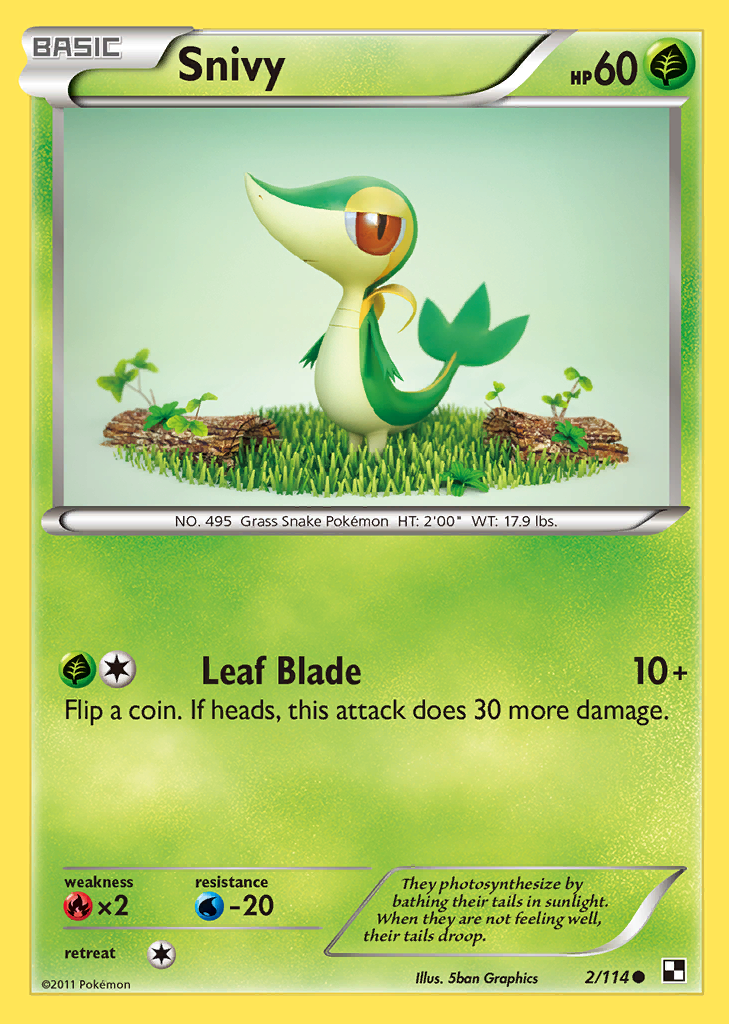 BASIC
Snivy
HP60
NO. 495 Grass Snake Pokémon HT: 2'00" WT: 17.9 lbs.
Leaf Blade 10+
Flip a coin. If heads, this attack does 30 more damage.
weakness resistance
×2 -20
They photosynthesize by
bathing their tails in sunlight.
When they are not feeling well,
their tails droop.
retreat
©2011 Pokémon
Illus. 5ban Graphics
2/114